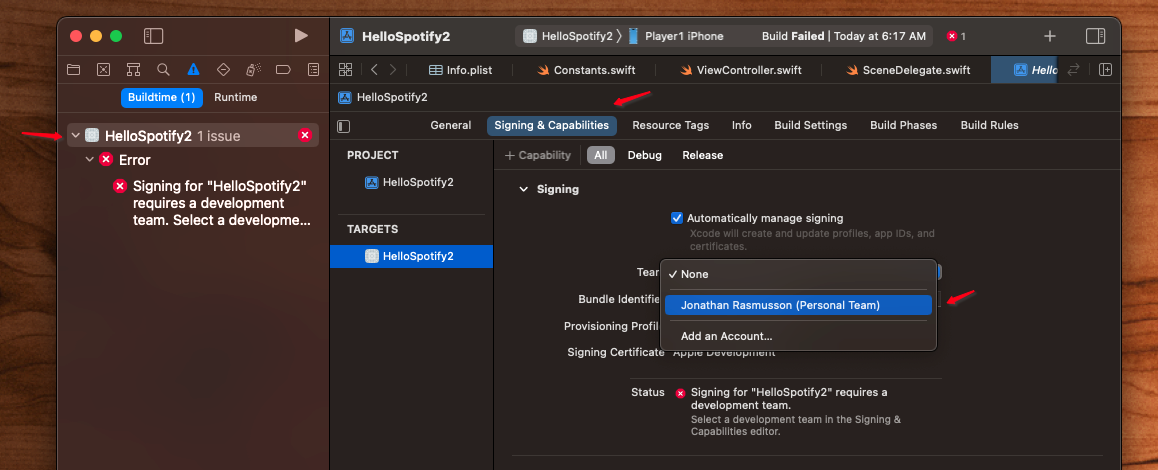 HelloSpotify2
HelloSpotify2 〉 Player1 iPhone
Build Failed | Today at 6:17 AM
1
Info.plist
Constants.swift
ViewController.swift
SceneDelegate.swift
Hello
Buildtime (1)
Runtime
HelloSpotify2
HelloSpotify2 1 issue
Error
Signing for "HelloSpotify2"
requires a development
team. Select a developme...
General
Signing & Capabilities
Resource Tags
Info
Build Settings
Build Phases
Build Rules
PROJECT
HelloSpotify2
TARGETS
HelloSpotify2
+ Capability
All
Debug
Release
Signing
Automatically manage signing
Xcode will create and update profiles, app IDs, and
certificates.
Team
None
Jonathan Rasmusson (Personal Team)
Add an Account...
Bundle Identifie
Provisioning Profil
Signing Certificate Apple Development
Status
Signing for "HelloSpotify2" requires a
development team.
Select a development team in the Signing &
Capabilities editor.